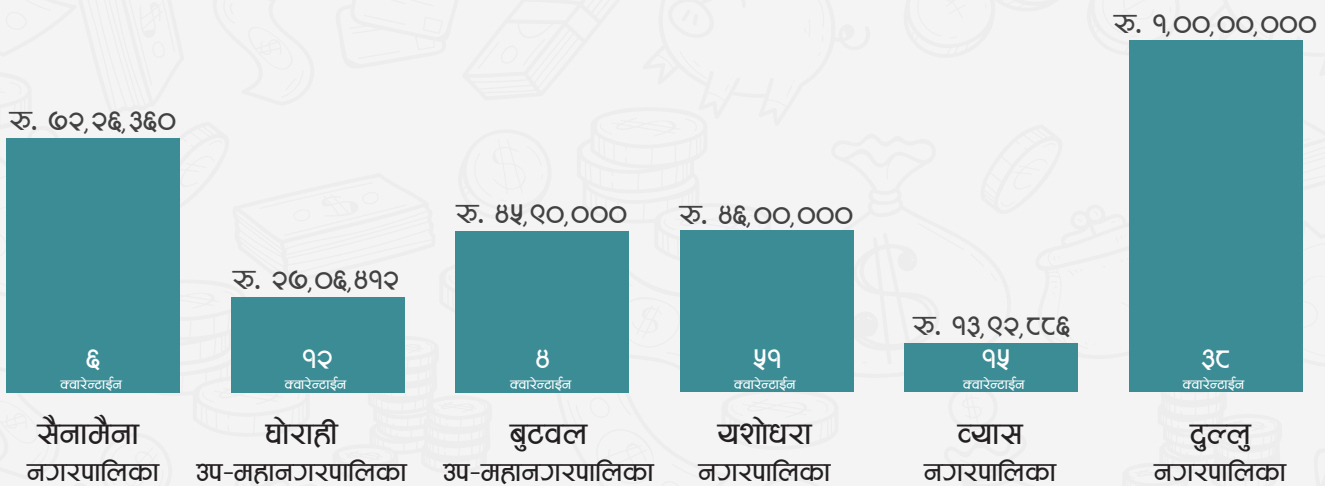 रु. ७२,२६,३६०
६
क्वारेन्टाईन
सैनामैना
नगरपालिका
रु. २७,०६,४१२
१२
क्वारेन्टाईन
घोराही
उप-महानगरपालिका
रु. ४५,९०,०००
४
क्वारेन्टाईन
बुटवल
उप-महानगरपालिका
रु. ४६,००,०००
५१
क्वारेन्टाईन
यशोधरा
नगरपालिका
रु. १३,९२,८८६
१५
क्वारेन्टाईन
व्यास
नगरपालिका
रु. १,००,००,०००
३८
क्वारेन्टाईन
दुल्लु
नगरपालिका